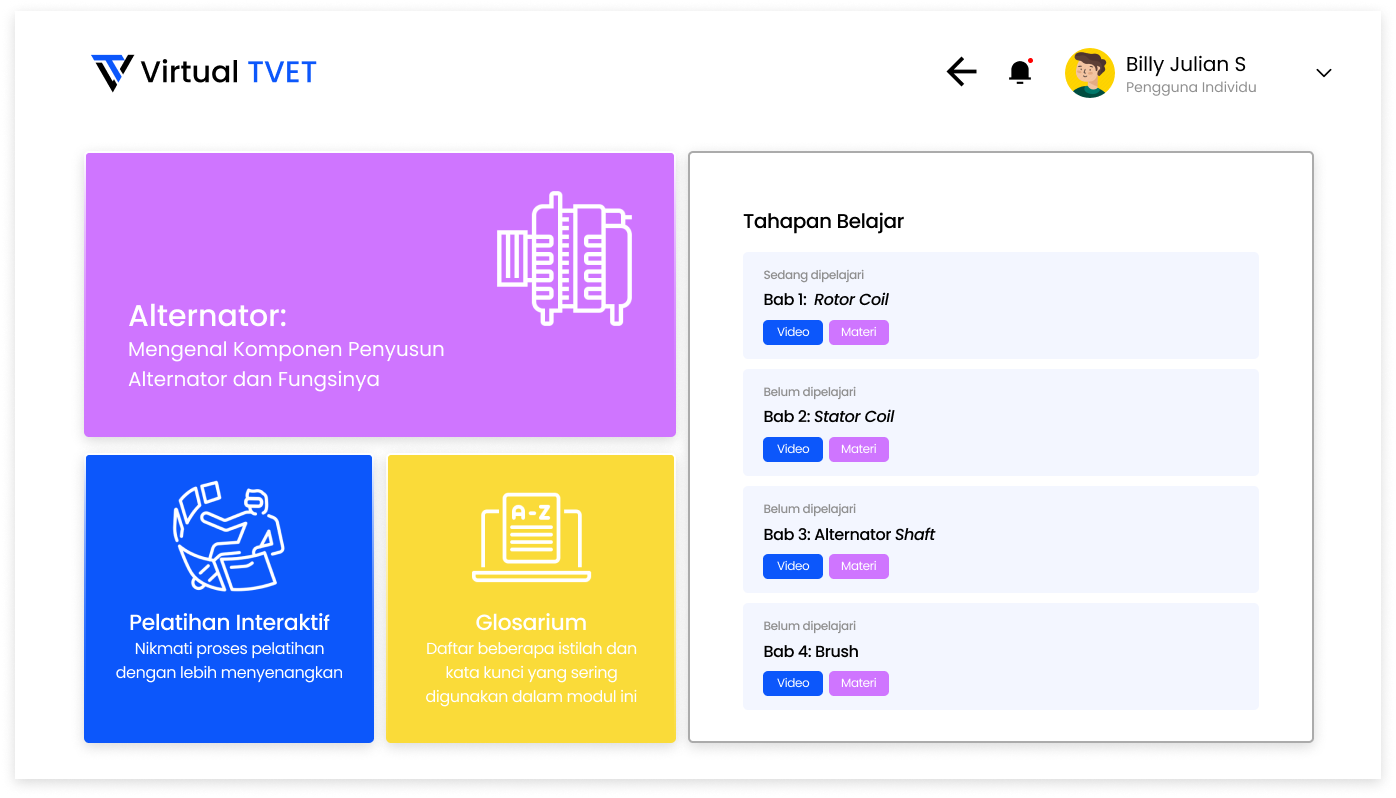 Virtual TVET
Billy Julian S
Pengguna Individu
Alternator:
Mengenal Komponen Penyusun
Alternator dan Fungsinya
A-Z
Pelatihan Interaktif
Nikmati proses pelatihan
dengan lebih menyenangkan
Glosarium
Daftar beberapa istilah dan
kata kunci yang sering
digunakan dalam modul ini
Tahapan Belajar
Sedang dipelajari
Bab 1: Rotor Coil
Video Materi
Belum dipelajari
Bab 2: Stator Coil
Video Materi
Belum dipelajari
Bab 3: Alternator Shaft
Video Materi
Belum dipelajari
Bab 4: Brush
Video Materi